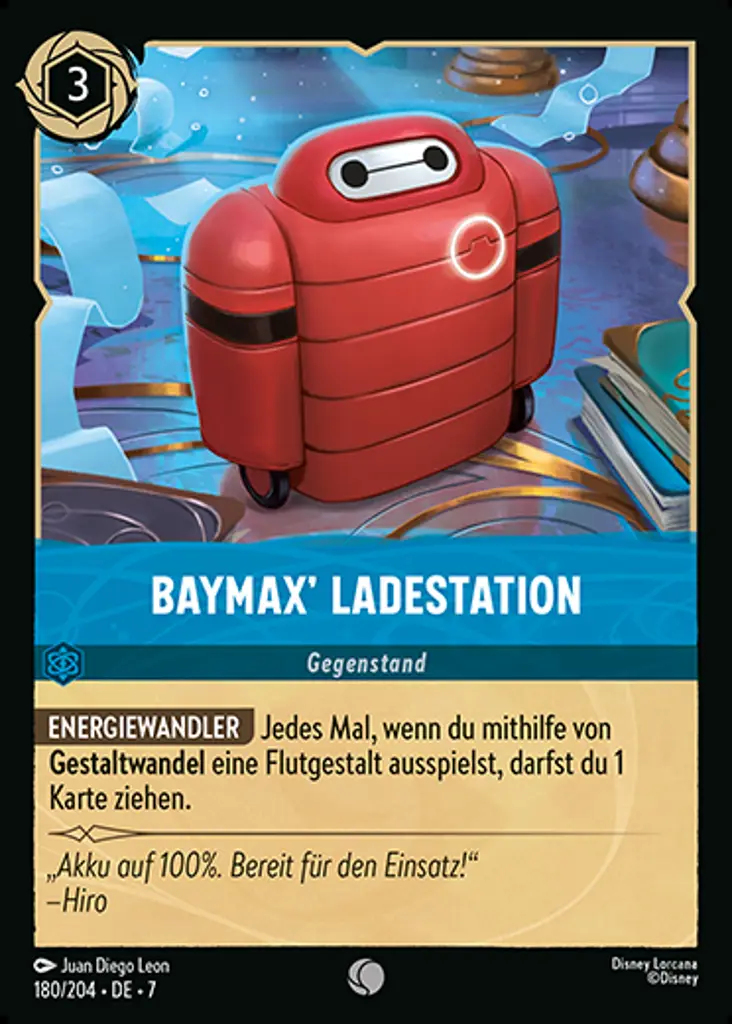 3
BAYMAX’ LADESTATION
Gegenstand
ENERGIEWANDLER Jedes Mal, wenn du mithilfe von
Gestaltwandel eine Flutgestalt ausspielst, darfst du 1
Karte ziehen.
„Akku auf 100%. Bereit für den Einsatz!“
–Hiro
Juan Diego Leon
180/204 • DE • 7
Disney Lorcana
©Disney